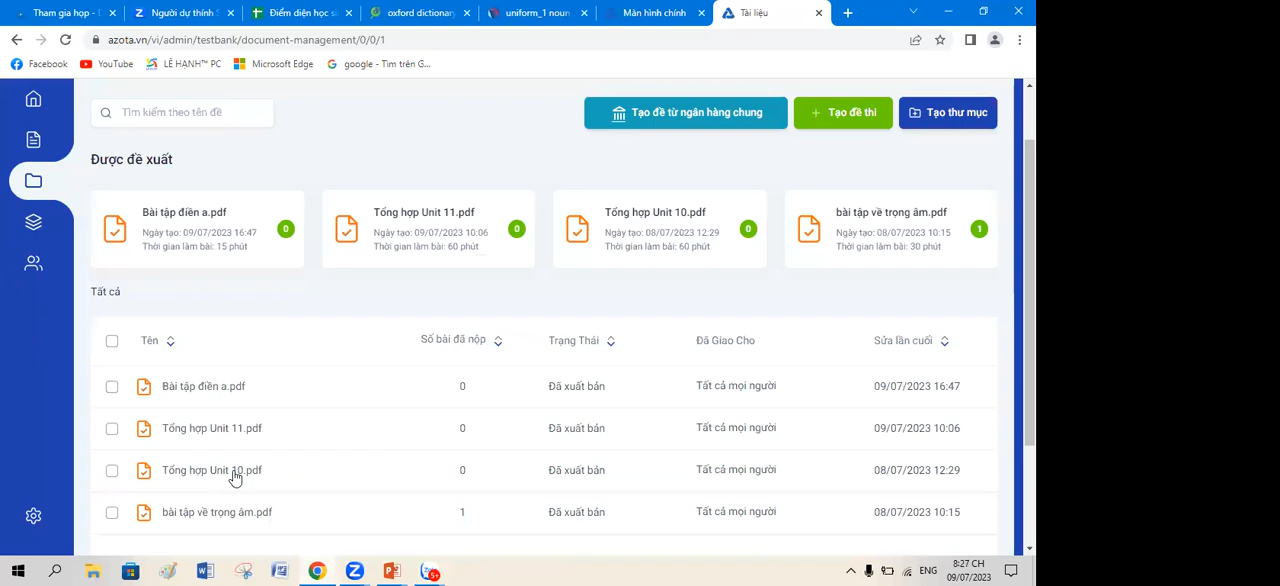 Tham gia họp - 
Người dự thính 
Điểm diện học si
oxford dictionary
uniform_1 noun
Màn hình chính
Tài liệu
azota.vn/vi/admin/testbank/document-management/0/0/1
Facebook
YouTube
LÊ HẠNH™ PC
Microsoft Edge
google - Tìm trên G...
Tìm kiếm theo tên đề
Tạo đề từ ngân hàng chung
+ Tạo đề thi
Tạo thư mục
Được đề xuất
Bài tập điền a.pdf
Ngày tạo: 09/07/2023 16:47
Thời gian làm bài: 15 phút
0
Tổng hợp Unit 11.pdf
Ngày tạo: 09/07/2023 10:06
Thời gian làm bài: 60 phút
0
Tổng hợp Unit 10.pdf
Ngày tạo: 08/07/2023 12:29
Thời gian làm bài: 60 phút
0
bài tập về trọng âm.pdf
Ngày tạo: 08/07/2023 10:15
Thời gian làm bài: 30 phút
1
Tất cả
Tên Số bài đã nộp Trạng Thái Đã Giao Cho Sửa lần cuối
Bài tập điền a.pdf 0 Đã xuất bản Tất cả mọi người 09/07/2023 16:47
Tổng hợp Unit 11.pdf 0 Đã xuất bản Tất cả mọi người 09/07/2023 10:06
Tổng hợp Unit 10.pdf 0 Đã xuất bản Tất cả mọi người 08/07/2023 12:29
bài tập về trọng âm.pdf 1 Đã xuất bản Tất cả mọi người 08/07/2023 10:15
5+
ENG
8:27 CH
09/07/2023